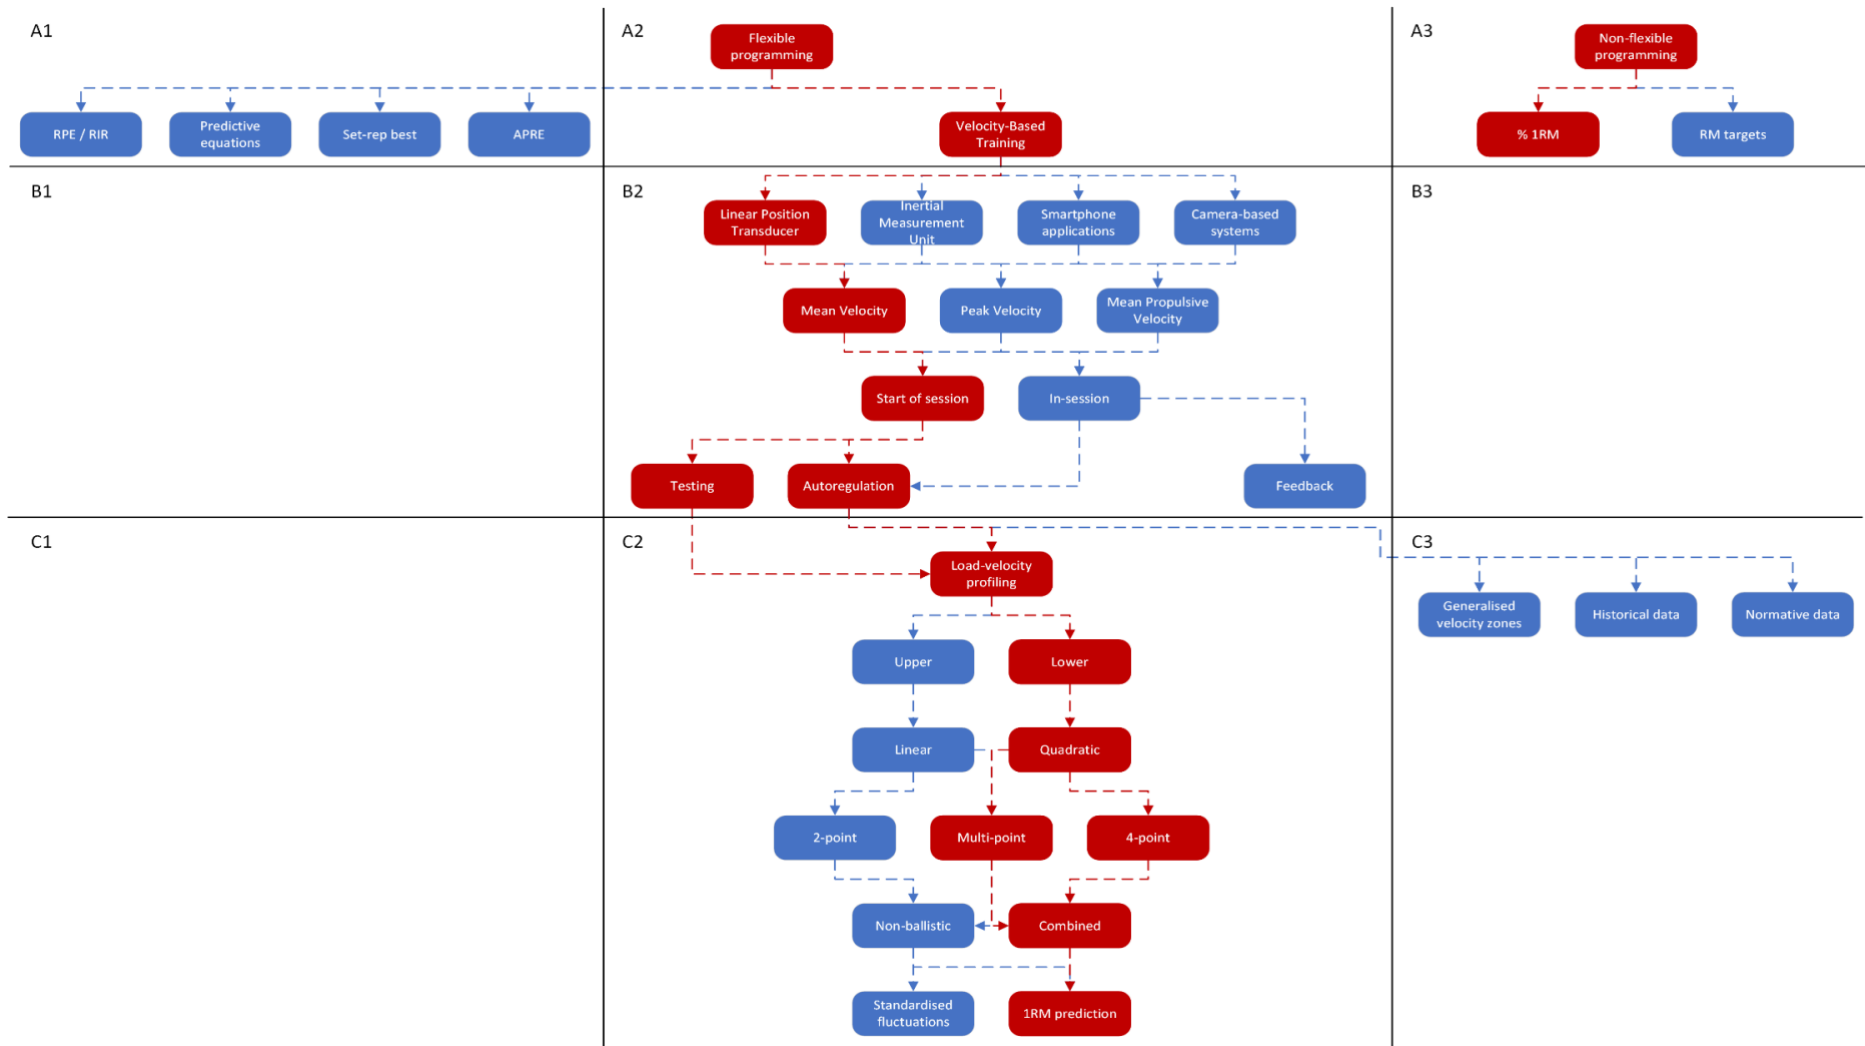 A1
A2
A3
Flexible
programming
Non-flexible
programming
RPE / RIR
Predictive
equations
Set-rep best
APRE
Velocity-Based
Training
% 1RM
RM targets
B1
B2
B3
Linear Position
Transducer
Inertial
Measurement
Unit
Smartphone
applications
Camera-based
systems
Mean Velocity
Peak Velocity
Mean Propulsive
Velocity
Start of session
In-session
Testing
Autoregulation
Feedback
C1
C2
C3
Load-velocity
profiling
Generalised
velocity zones
Historical data
Normative data
Upper
Lower
Linear
Quadratic
2-point
Multi-point
4-point
Non-ballistic
Combined
Standardised
fluctuations
1RM prediction